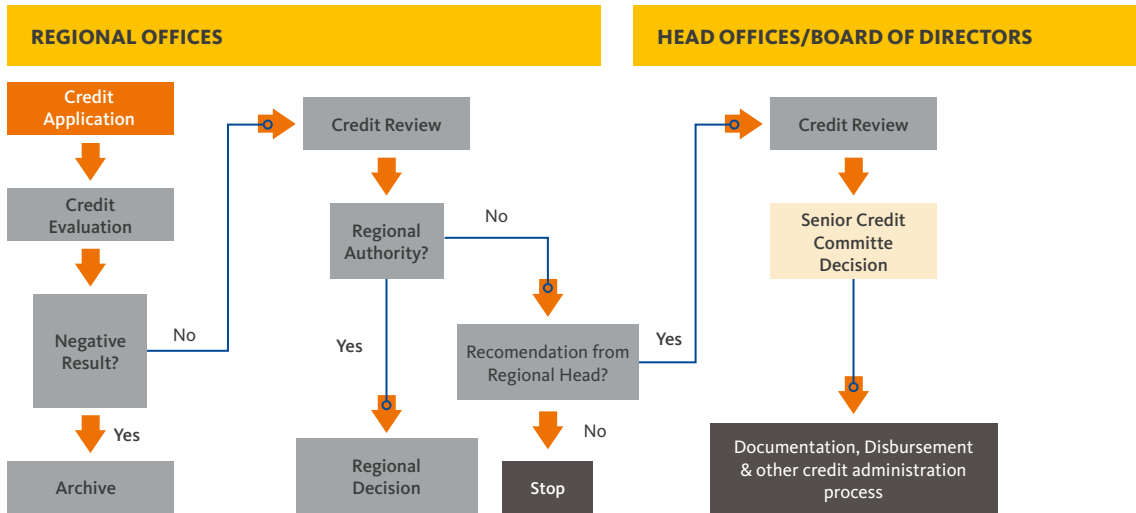 REGIONAL OFFICES
HEAD OFFICES/BOARD OF DIRECTORS
Credit
Application
Credit
Evaluation
Negative
Result?
No
Yes
Archive
Credit Review
Regional
Authority?
No
Yes
Regional
Decision
Recomendation from
Regional Head?
Yes
No
Stop
Credit Review
Senior Credit
Committe
Decision
Documentation, Disbursement
& other credit administration
process